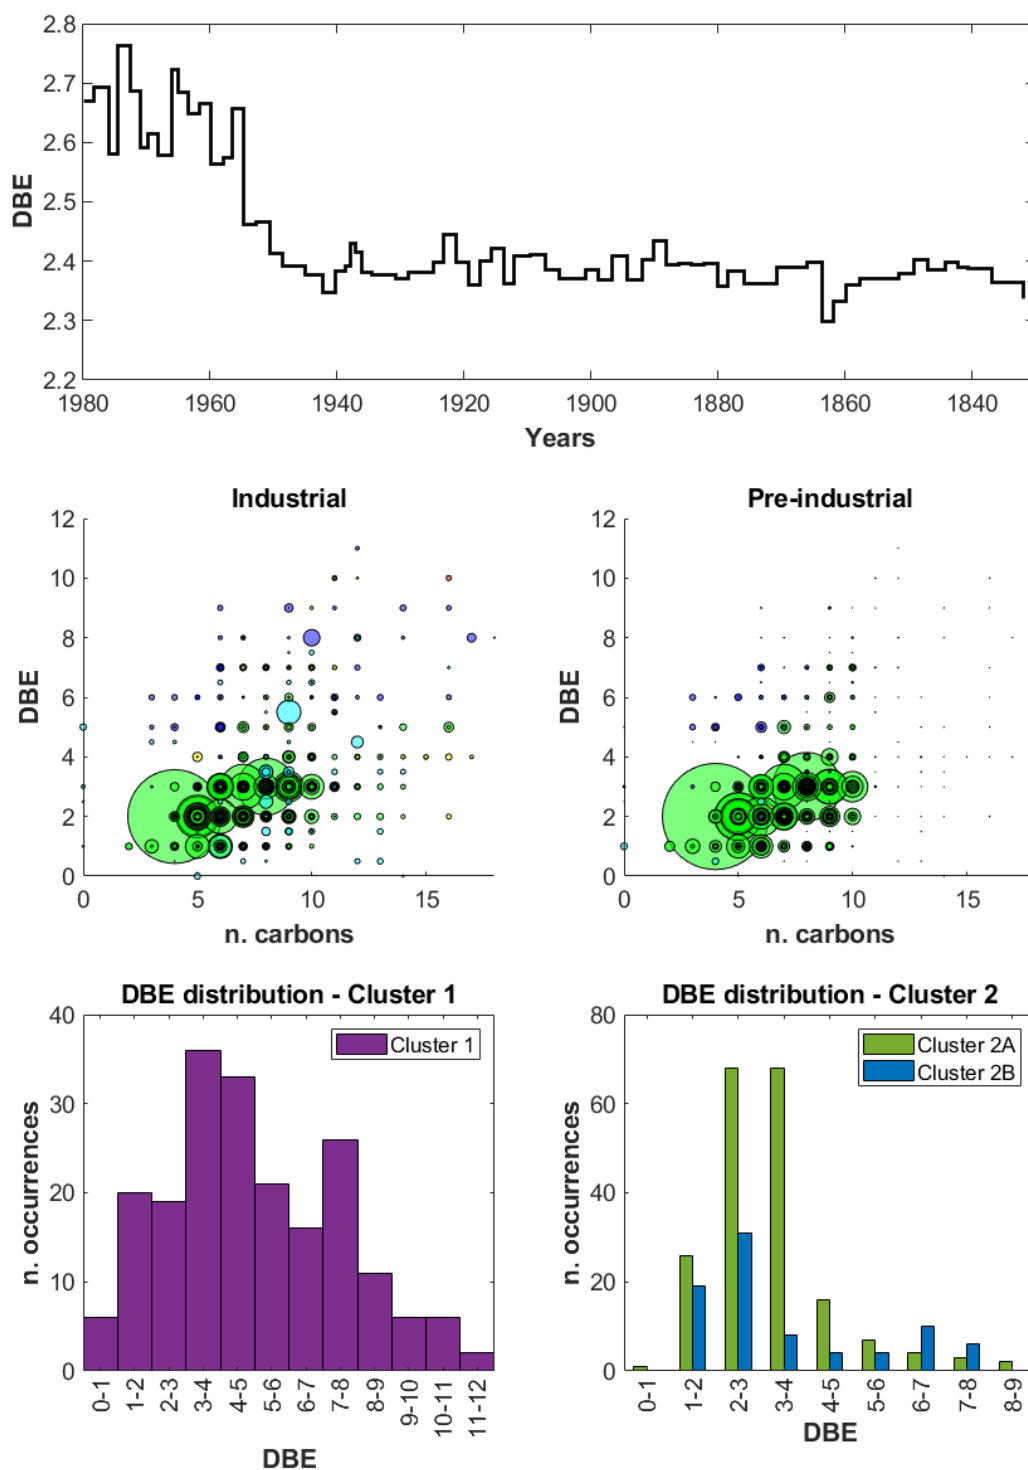 2.8
2.7
2.6
2.5
2.4
2.3
2.2
DBE
1980 1960 1940 1920 1900 1880 1860 1840
Years
Industrial
12
10
8
6
4
2
0
DBE
0 5 10 15
n. carbons
Pre-industrial
12
10
8
6
4
2
0
DBE
0 5 10 15
n. carbons
DBE distribution - Cluster 1
40
30
20
10
0
n. occurrences
Cluster 1
0-1 1-2 2-3 3-4 4-5 5-6 6-7 7-8 8-9 9-10 10-11 11-12
DBE
DBE distribution - Cluster 2
80
60
40
20
0
n. occurrences
Cluster 2A
Cluster 2B
0-1 1-2 2-3 3-4 4-5 5-6 6-7 7-8 8-9
DBE